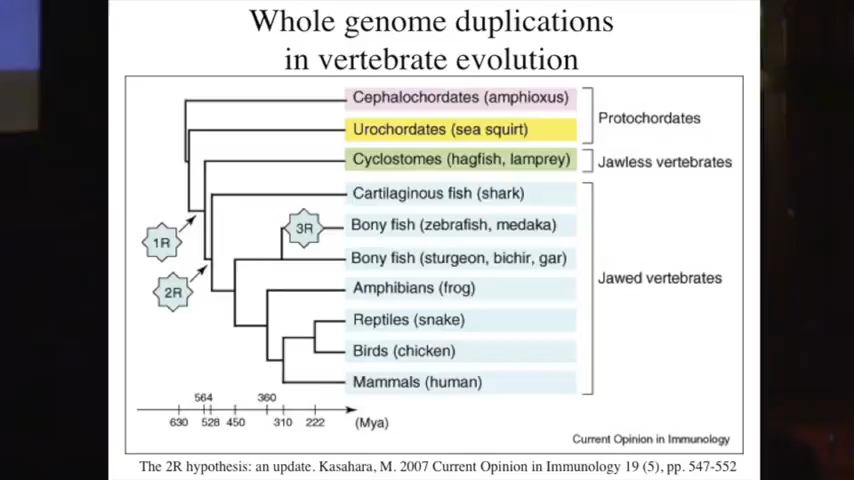 Whole genome duplications
in vertebrate evolution
Cephalochordates (amphioxus)
Urochordates (sea squirt)
Protochordates
Cyclostomes (hagfish, lamprey)
Jawless vertebrates
Cartilaginous fish (shark)
Bony fish (zebrafish, medaka)
3R
1R
Bony fish (sturgeon, bichir, gar)
Jawed vertebrates
2R
Amphibians (frog)
Reptiles (snake)
Birds (chicken)
Mammals (human)
564 360
630 528 450 310 222 (Mya)
Current Opinion in Immunology
The 2R hypothesis: an update. Kasahara, M. 2007 Current Opinion in Immunology 19 (5), pp. 547-552